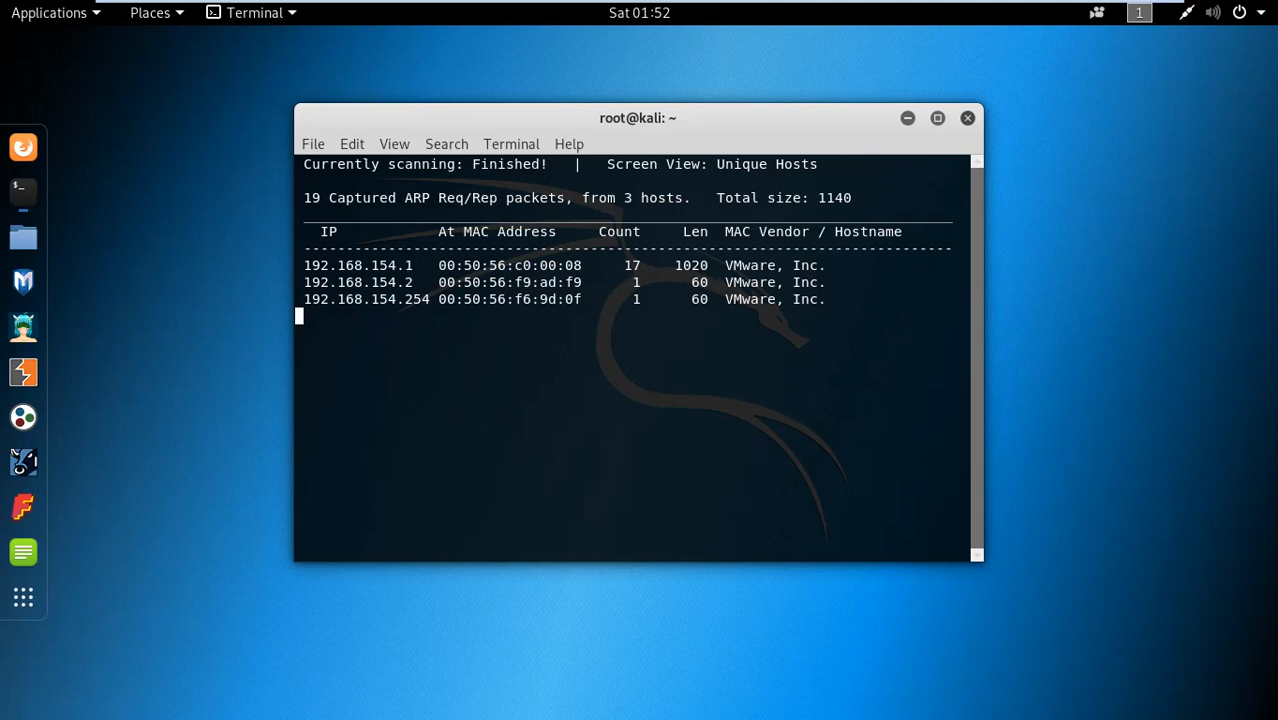 Applications Places Terminal Sat 01:52 1
root@kali: ~
File Edit View Search Terminal Help
Currently scanning: Finished!   |   Screen View: Unique Hosts
19 Captured ARP Req/Rep packets, from 3 hosts.   Total size: 1140
_____________________________________________________________________________
  IP            At MAC Address     Count     Len  MAC Vendor / Hostname
-----------------------------------------------------------------------------
192.168.154.1   00:50:56:c0:00:08     17    1020  VMware, Inc.
192.168.154.2   00:50:56:f9:ad:f9      1      60  VMware, Inc.
192.168.154.254 00:50:56:f6:9d:0f      1      60  VMware, Inc.